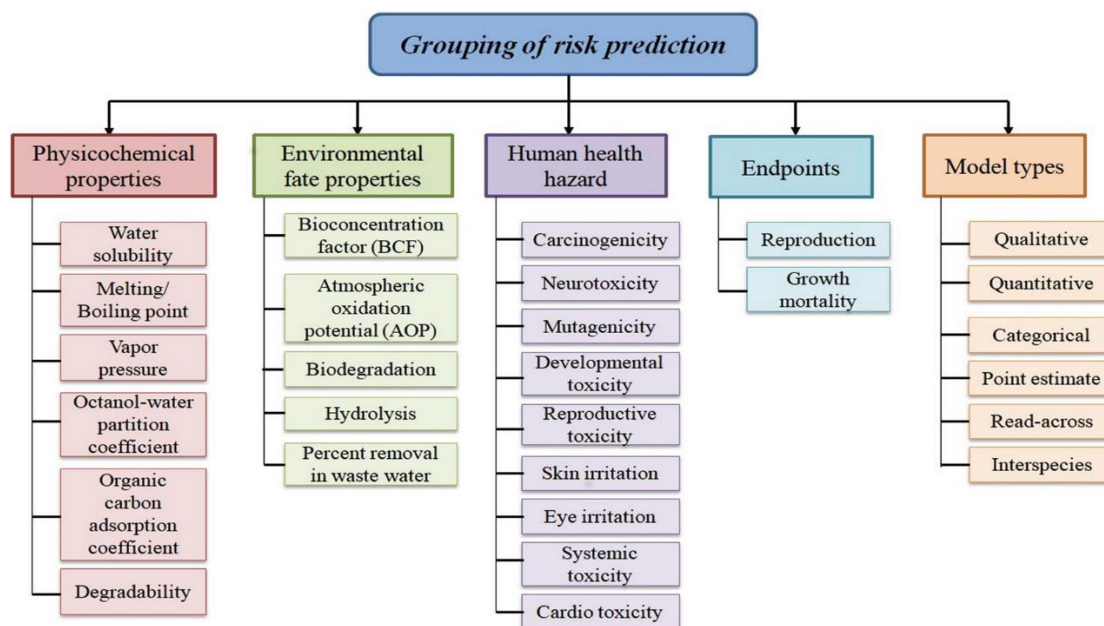 Grouping of risk prediction
Physicochemical
properties
Water
solubility
Melting/
Boiling point
Vapor
pressure
Octanol-water
partition
coefficient
Organic
carbon
adsorption
coefficient
Degradability
Environmental
fate properties
Bioconcentration
factor (BCF)
Atmospheric
oxidation
potential (AOP)
Biodegradation
Hydrolysis
Percent removal
in waste water
Human health
hazard
Carcinogenicity
Neurotoxicity
Mutagenicity
Developmental
toxicity
Reproductive
toxicity
Skin irritation
Eye irritation
Systemic
toxicity
Cardio toxicity
Endpoints
Reproduction
Growth
mortality
Model types
Qualitative
Quantitative
Categorical
Point estimate
Read-across
Interspecies